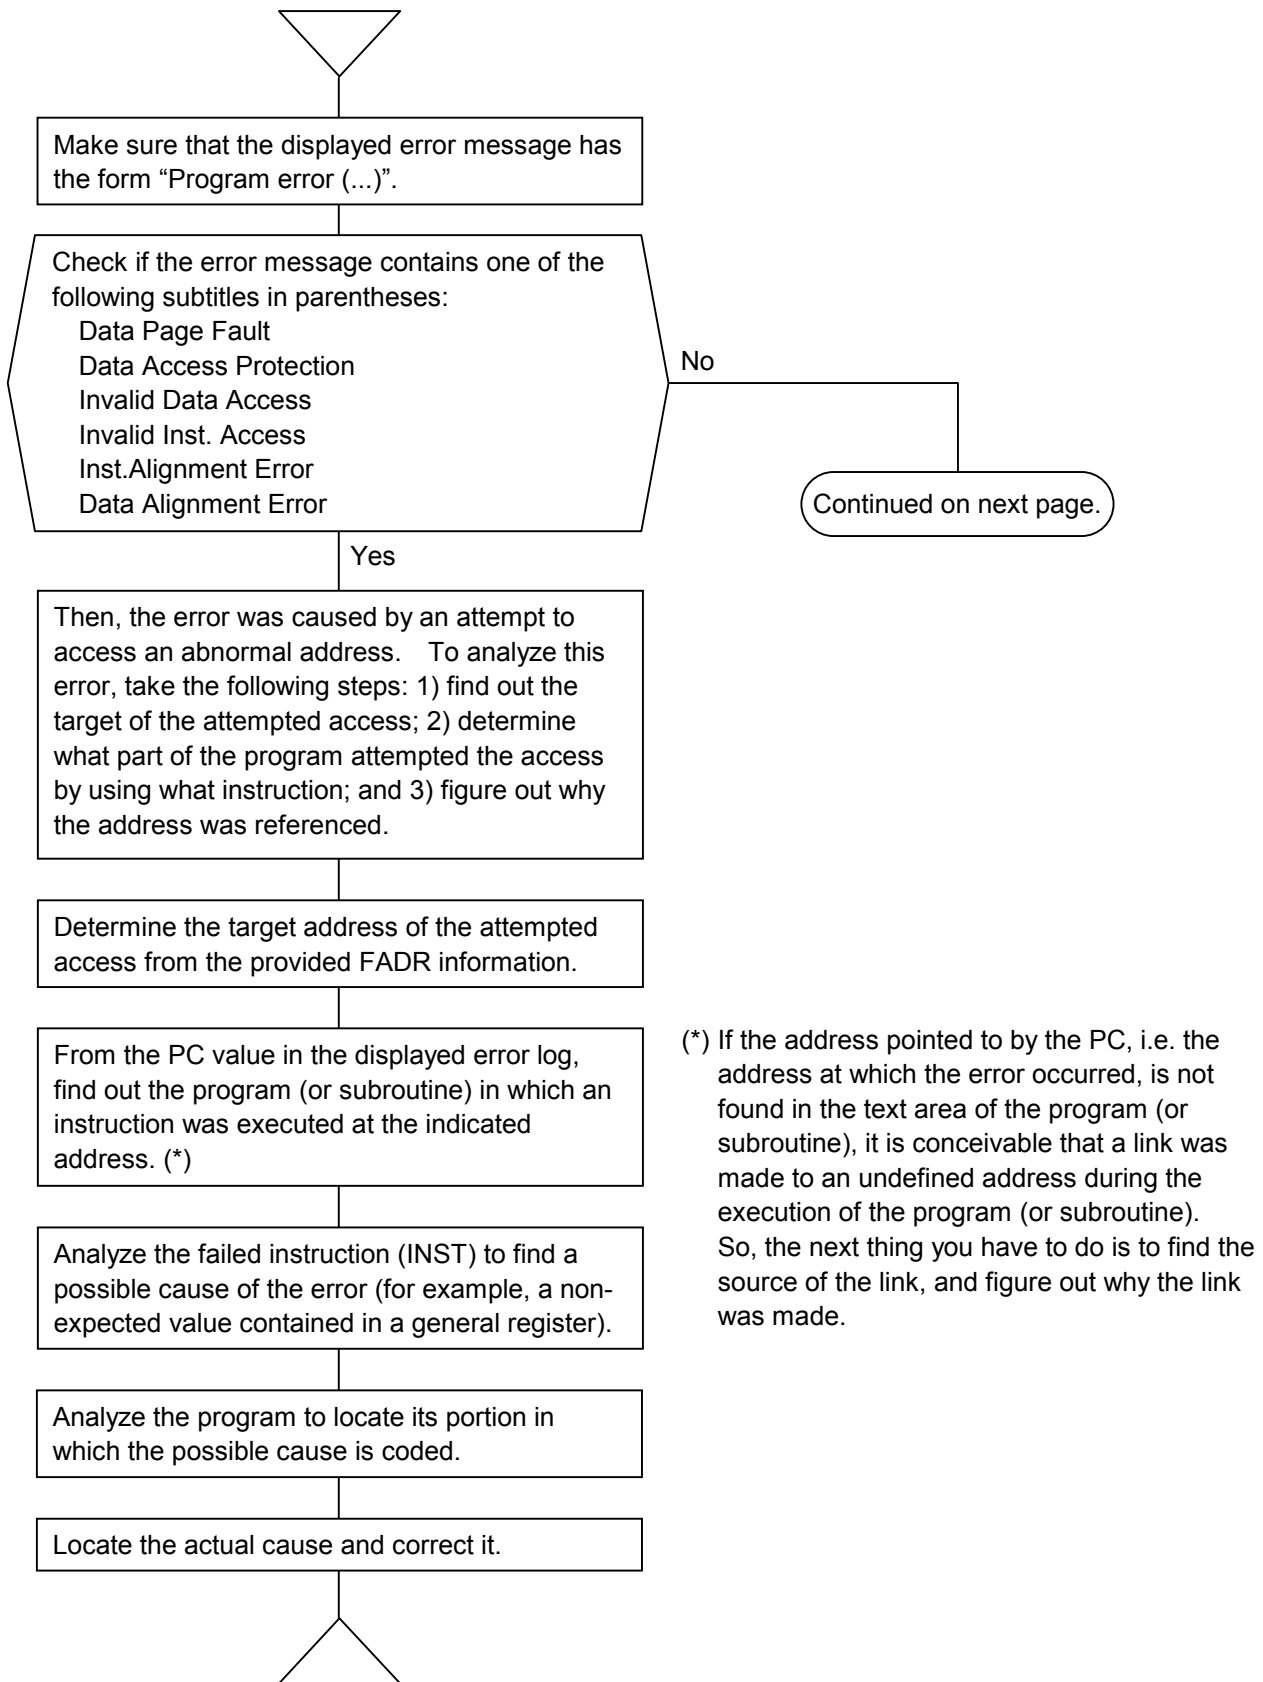 Make sure that the displayed error message has
the form “Program error (...)”.
Check if the error message contains one of the
following subtitles in parentheses:
Data Page Fault
Data Access Protection
Invalid Data Access
Invalid Inst. Access
Inst.Alignment Error
Data Alignment Error
No
Continued on next page.
Yes
Then, the error was caused by an attempt to
access an abnormal address. To analyze this
error, take the following steps: 1) find out the
target of the attempted access; 2) determine
what part of the program attempted the access
by using what instruction; and 3) figure out why
the address was referenced.
Determine the target address of the attempted
access from the provided FADR information.
From the PC value in the displayed error log,
find out the program (or subroutine) in which an
instruction was executed at the indicated
address. (*)
(*) If the address pointed to by the PC, i.e. the
address at which the error occurred, is not
found in the text area of the program (or
subroutine), it is conceivable that a link was
made to an undefined address during the
execution of the program (or subroutine).
So, the next thing you have to do is to find the
source of the link, and figure out why the link
was made.
Analyze the failed instruction (INST) to find a
possible cause of the error (for example, a non-
expected value contained in a general register).
Analyze the program to locate its portion in
which the possible cause is coded.
Locate the actual cause and correct it.